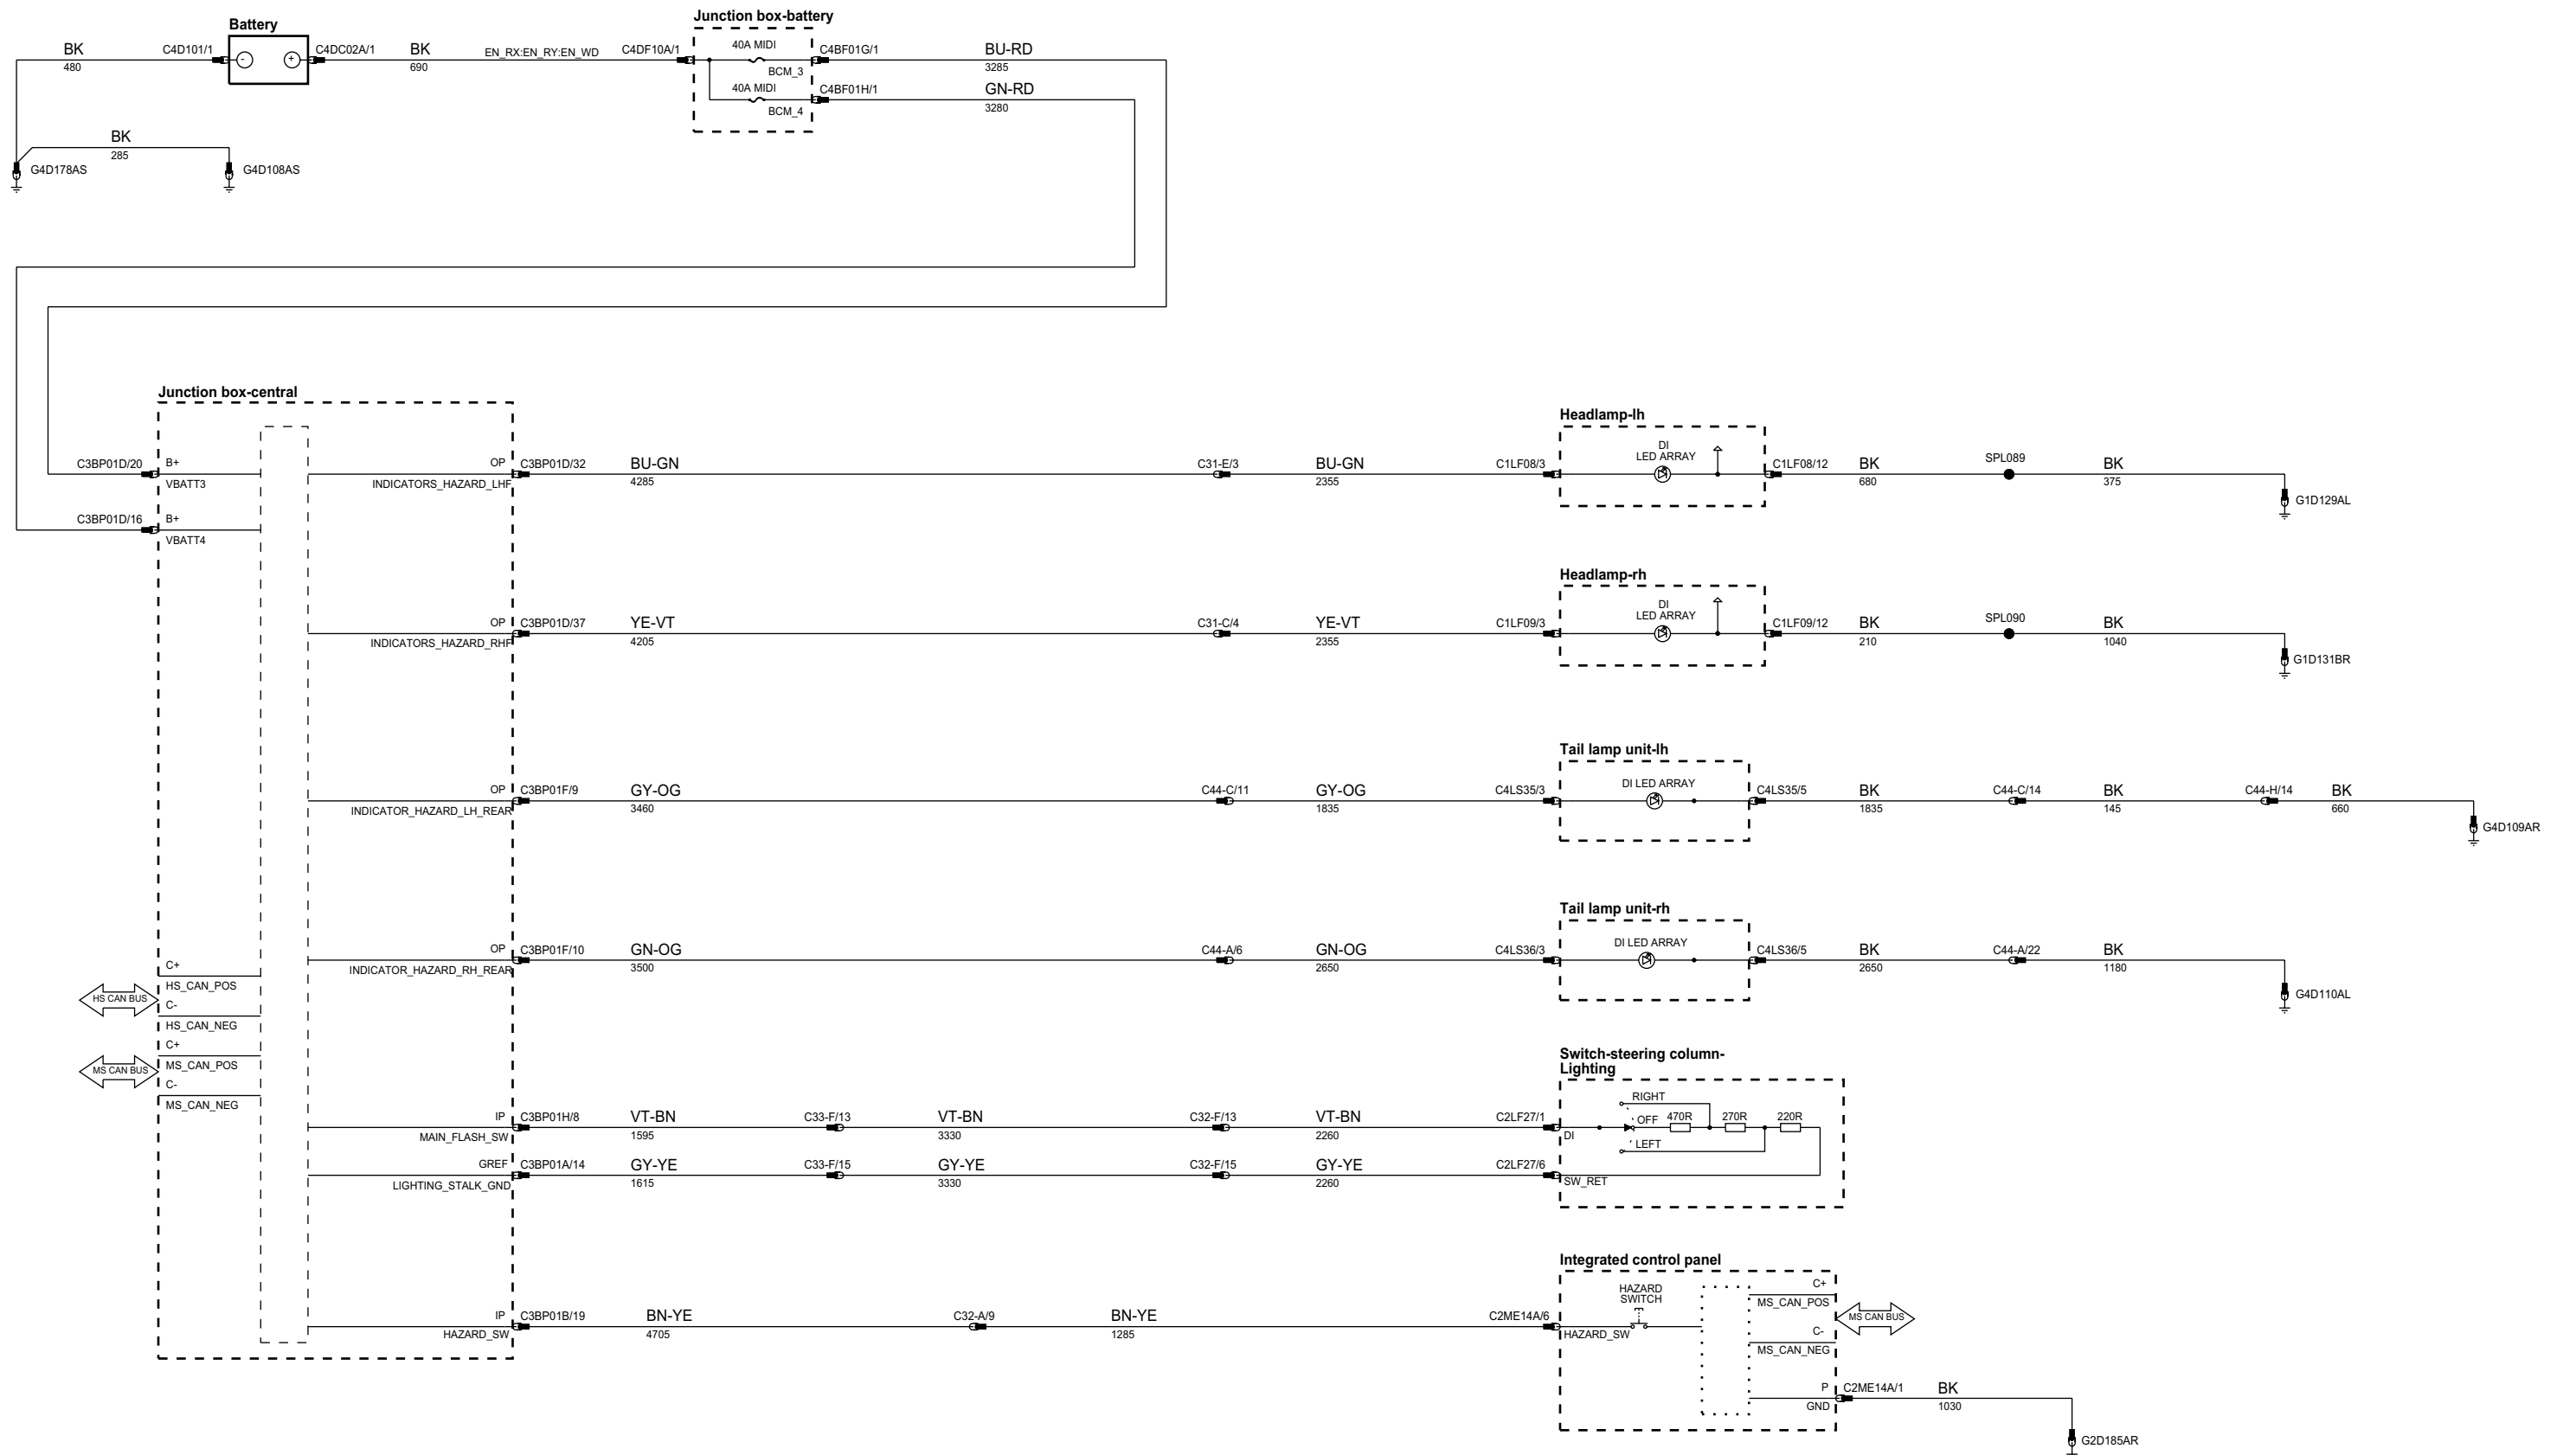 Battery
Junction box-battery
BK
480
C4D101/1
-
+
C4DC02A/1
BK
690
EN_RX:EN_RY:EN_WD
C4DF10A/1
40A MIDI
BCM_3
C4BF01G/1
BU-RD
3285
40A MIDI
BCM_4
C4BF01H/1
GN-RD
3280
BK
285
G4D178AS
G4D108AS
Junction box-central
C3BP01D/20
B+
VBATT3
C3BP01D/16
B+
VBATT4
OP
C3BP01D/32
INDICATORS_HAZARD_LHF
BU-GN
4285
C31-E/3
BU-GN
2355
C1LF08/3
Headlamp-lh
DI
LED ARRAY
C1LF08/12
BK
680
SPL089
BK
375
G1D129AL
OP
C3BP01D/37
INDICATORS_HAZARD_RHF
YE-VT
4205
C31-C/4
YE-VT
2355
C1LF09/3
Headlamp-rh
DI
LED ARRAY
C1LF09/12
BK
210
SPL090
BK
1040
G1D131BR
OP
C3BP01F/9
INDICATOR_HAZARD_LH_REAR
GY-OG
3460
C44-C/11
GY-OG
1835
C4LS35/3
Tail lamp unit-lh
DI LED ARRAY
C4LS35/5
BK
1835
C44-C/14
BK
145
C44-H/14
BK
660
G4D109AR
OP
C3BP01F/10
INDICATOR_HAZARD_RH_REAR
GN-OG
3500
C44-A/6
GN-OG
2650
C4LS36/3
Tail lamp unit-rh
DI LED ARRAY
C4LS36/5
BK
2650
C44-A/22
BK
1180
G4D110AL
HS CAN BUS
C+
HS_CAN_POS
C-
HS_CAN_NEG
MS CAN BUS
C+
MS_CAN_POS
C-
MS_CAN_NEG
IP
C3BP01H/8
MAIN_FLASH_SW
VT-BN
1595
C33-F/13
VT-BN
3330
C32-F/13
VT-BN
2260
C2LF27/1
Switch-steering column-
Lighting
DI
RIGHT
OFF
LEFT
470R
270R
220R
GREF
C3BP01A/14
LIGHTING_STALK_GND
GY-YE
1615
C33-F/15
GY-YE
3330
C32-F/15
GY-YE
2260
C2LF27/6
SW_RET
IP
C3BP01B/19
HAZARD_SW
BN-YE
4705
C32-A/9
BN-YE
1285
C2ME14A/6
Integrated control panel
HAZARD
SWITCH
HAZARD_SW
C+
MS_CAN_POS
C-
MS_CAN_NEG
MS CAN BUS
P
GND
C2ME14A/1
BK
1030
G2D185AR